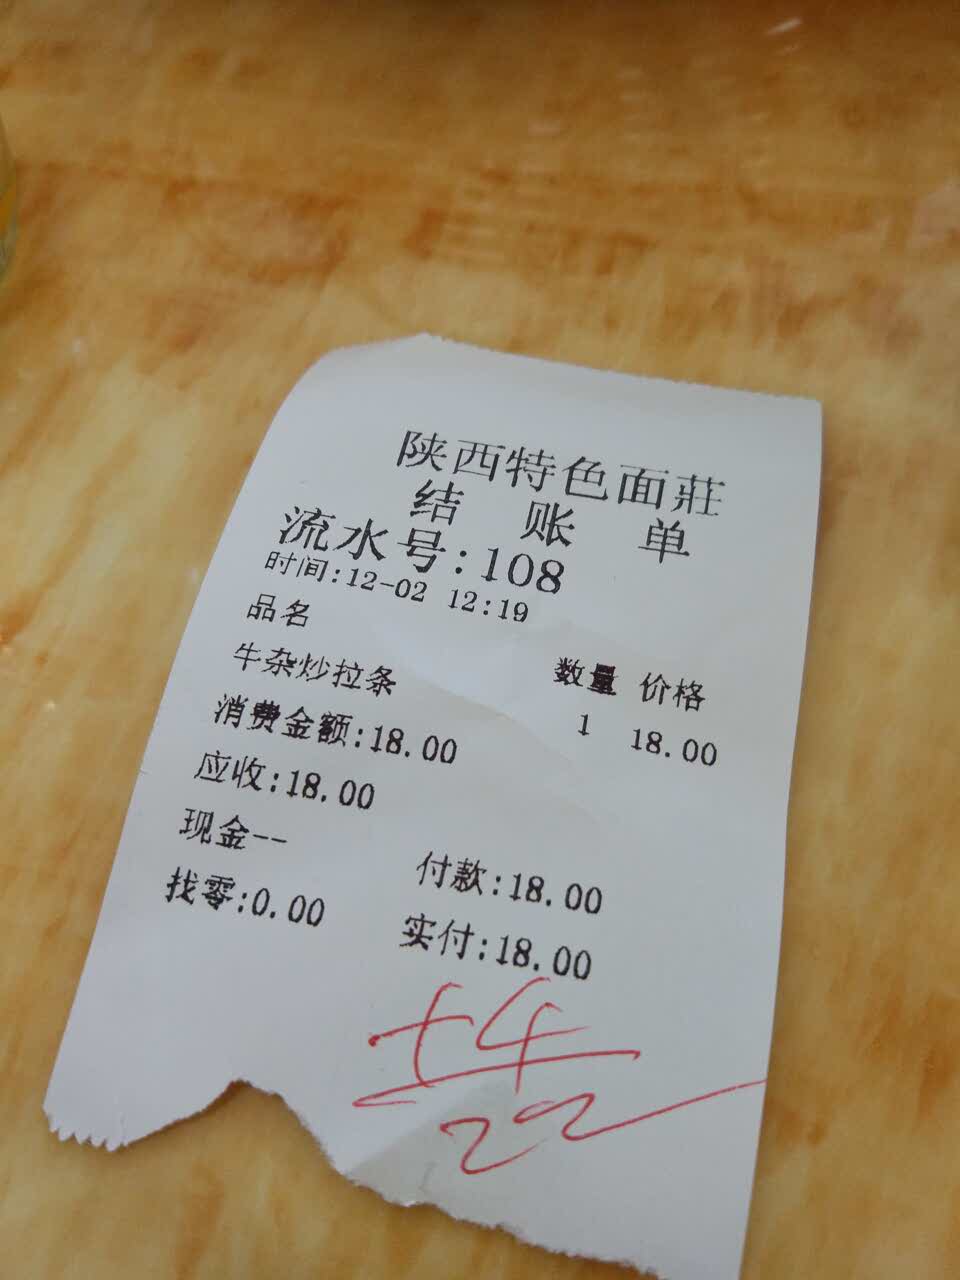 陕西特色面莊
结 账 单
流水号:108
时间:12-02 12:19
品名 数量 价格
牛杂炒拉条 1 18.00
消费金额:18.00
应收:18.00
现金-- 付款:18.00
找零:0.00 实付:18.00